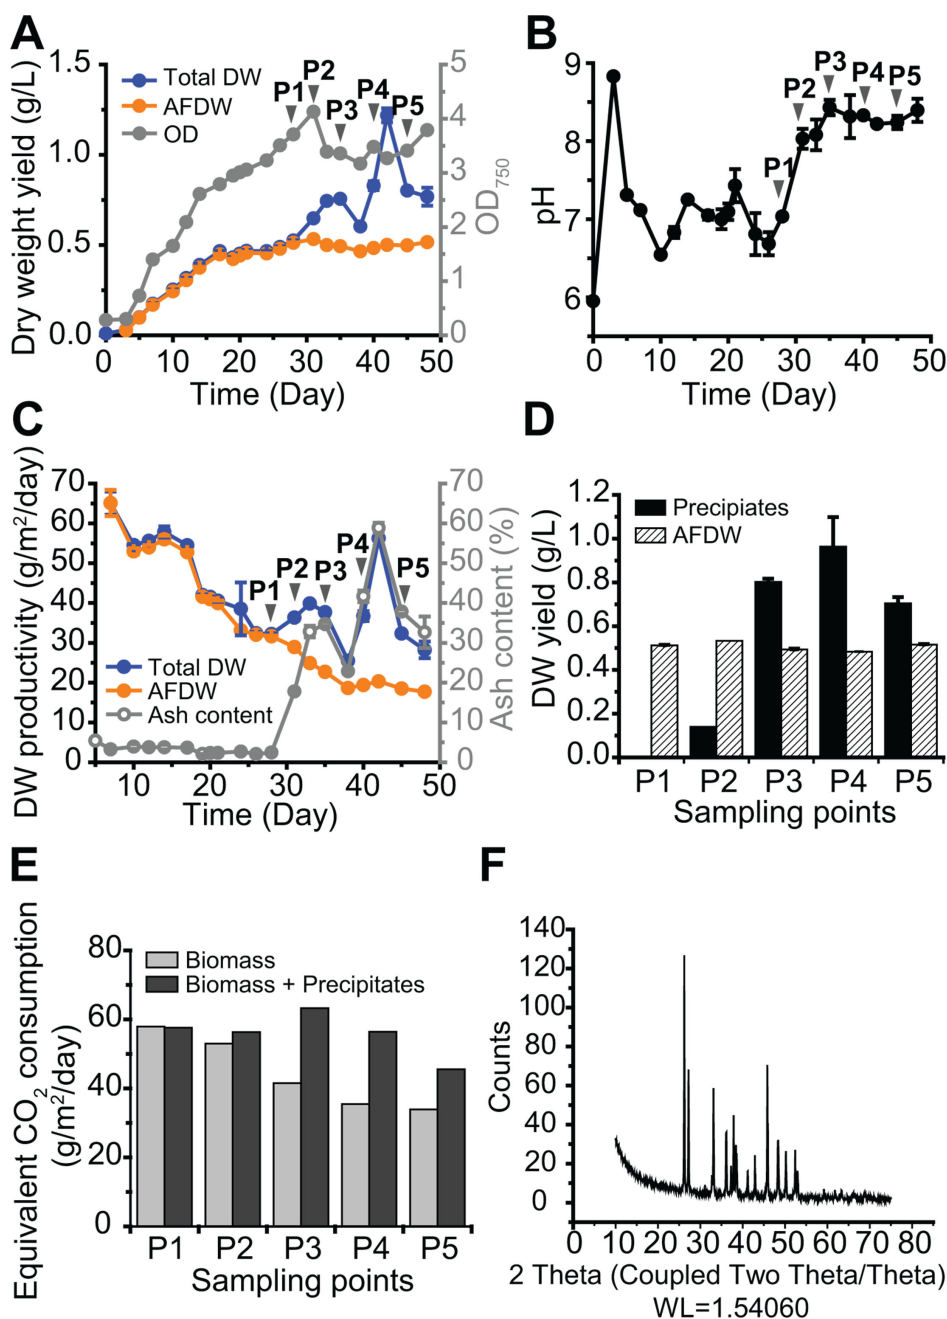 A
Dry weight yield (g/L)
1.5
1.0
0.5
0.0
Total DW
AFDW
OD
P1
P2
P3
P4
P5
5
4
3
2
1
0
OD750
0
10
20
30
40
50
Time (Day)
B
pH
9
8
7
6
P1
P2
P3
P4
P5
0
10
20
30
40
50
Time (Day)
C
DW productivity (g/m2/day)
70
60
50
40
30
20
10
0
P1
P2
P3
P4
P5
Total DW
AFDW
Ash content
70
60
50
40
30
20
10
0
Ash content (%)
10
20
30
40
50
Time (Day)
D
DW yield (g/L)
1.2
1.0
0.8
0.6
0.4
0.2
0.0
Precipiates
AFDW
P1
P2
P3
P4
P5
Sampling points
E
Equivalent CO2 consumption
(g/m2/day)
80
60
40
20
0
Biomass
Biomass + Precipitates
P1
P2
P3
P4
P5
Sampling points
F
Counts
140
120
100
80
60
40
20
0
0
10
20
30
40
50
60
70
80
2 Theta (Coupled Two Theta/Theta)
WL=1.54060